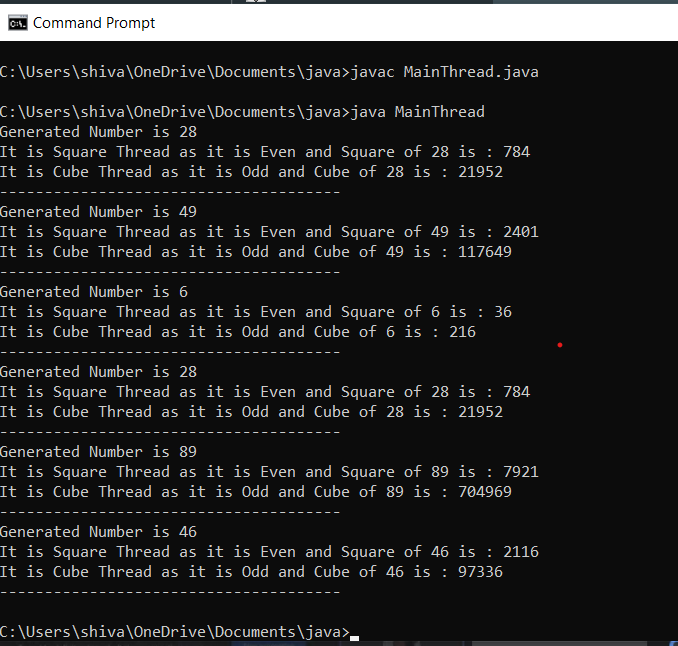 Command Prompt
C:\Users\shiva\OneDrive\Documents\java>javac MainThread.java
C:\Users\shiva\OneDrive\Documents\java>java MainThread
Generated Number is 28
It is Square Thread as it is Even and Square of 28 is : 784
It is Cube Thread as it is Odd and Cube of 28 is : 21952
--------------------------------------
Generated Number is 49
It is Square Thread as it is Even and Square of 49 is : 2401
It is Cube Thread as it is Odd and Cube of 49 is : 117649
--------------------------------------
Generated Number is 6
It is Square Thread as it is Even and Square of 6 is : 36
It is Cube Thread as it is Odd and Cube of 6 is : 216
--------------------------------------
Generated Number is 28
It is Square Thread as it is Even and Square of 28 is : 784
It is Cube Thread as it is Odd and Cube of 28 is : 21952
--------------------------------------
Generated Number is 89
It is Square Thread as it is Even and Square of 89 is : 7921
It is Cube Thread as it is Odd and Cube of 89 is : 704969
--------------------------------------
Generated Number is 46
It is Square Thread as it is Even and Square of 46 is : 2116
It is Cube Thread as it is Odd and Cube of 46 is : 97336
--------------------------------------
C:\Users\shiva\OneDrive\Documents\java>